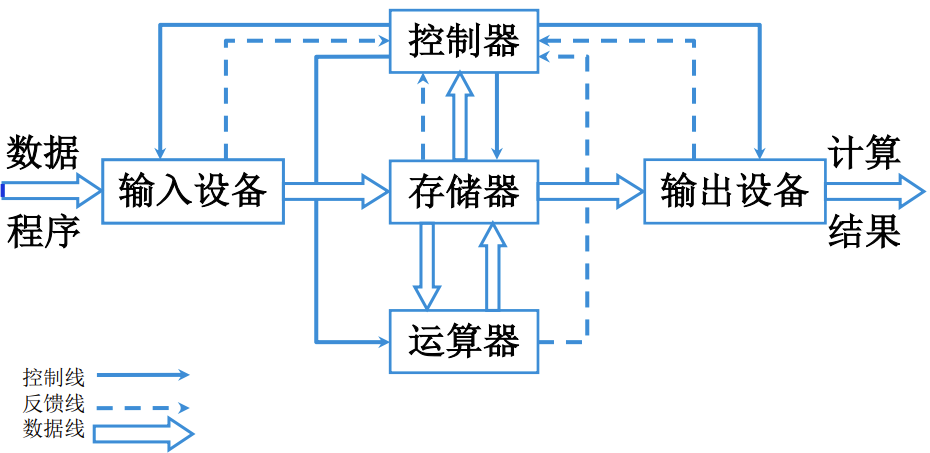 控制器
数据
输入设备
存储器
输出设备
计算
程序
结果
运算器
控制线
反馈线
数据线